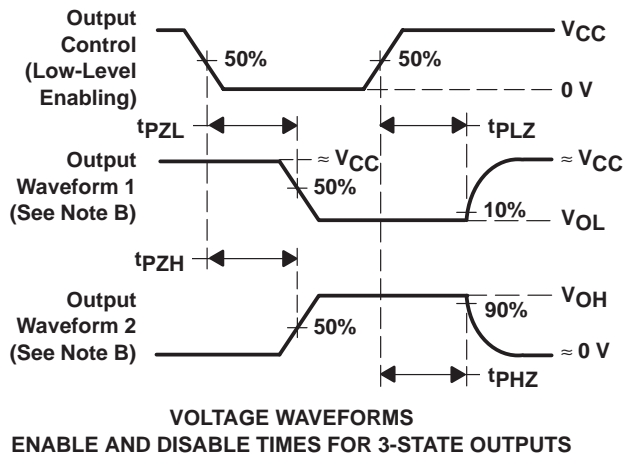 Output
Control
(Low-Level
Enabling)
50%
50%
VCC
0 V
tPZL
tPLZ
Output
Waveform 1
(See Note B)
≈ VCC
50%
≈ VCC
10%
VOL
tPZH
Output
Waveform 2
(See Note B)
50%
VOH
90%
≈ 0 V
tPHZ
VOLTAGE WAVEFORMS
ENABLE AND DISABLE TIMES FOR 3-STATE OUTPUTS